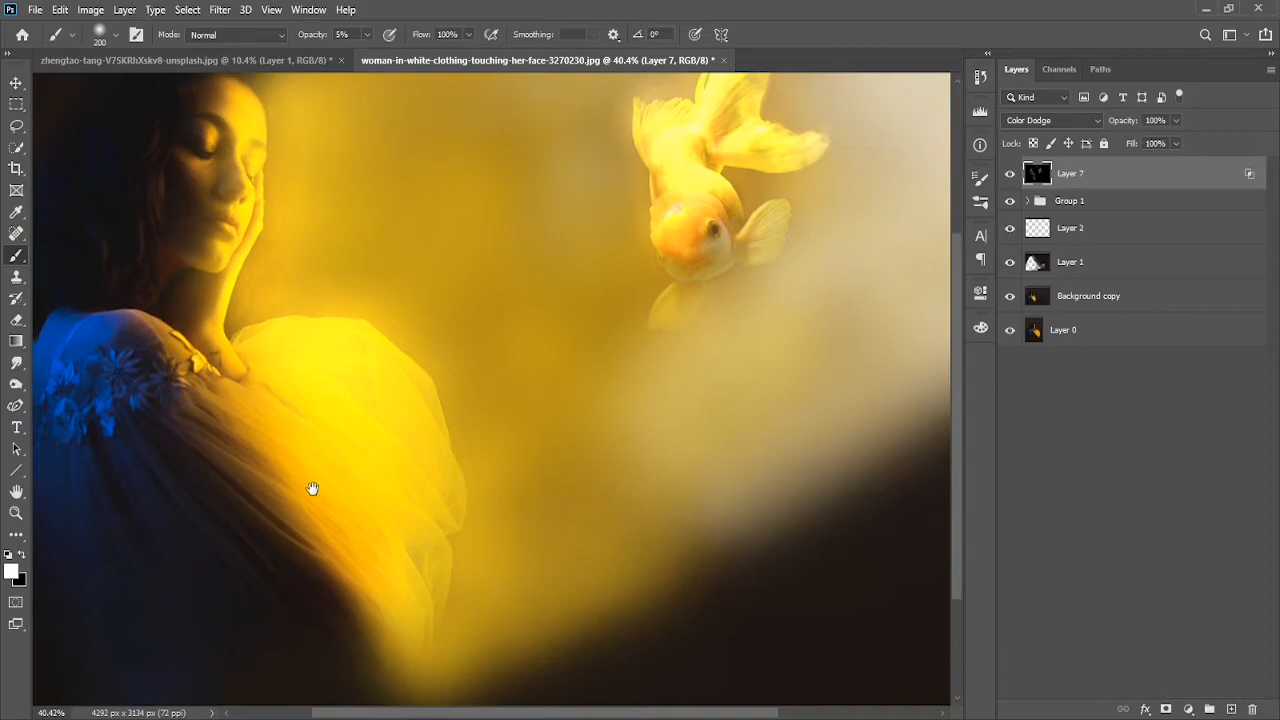 Ps File Edit Image Layer Type Select Filter 3D View Window Help
200 Mode: Normal Opacity: 5% Flow: 100% Smoothing: 0°
zhengtao-tang-V7SKRhXskv8-unsplash.jpg @ 10.4% (Layer 1, RGB/8) * × woman-in-white-clothing-touching-her-face-3270230.jpg @ 40.4% (Layer 7, RGB/8) * ×
Layers Channels Paths
Kind
Color Dodge Opacity: 100%
Lock: Fill: 100%
Layer 7
Group 1
Layer 2
Layer 1
Background copy
Layer 0
40.42% 4292 px x 3134 px (72 ppi)